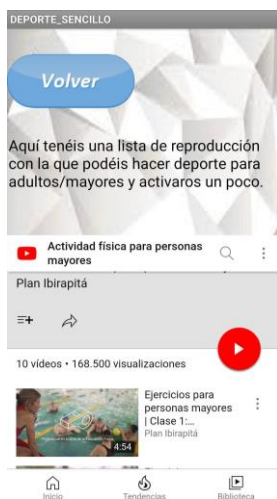 DEPORTE_SENCILLO
Volver
Aquí tenéis una lista de reproducción
con la que podéis hacer deporte para
adultos/mayores y activaros un poco.
Actividad física para personas
mayores
Plan Ibirapitá
10 vídeos • 168.500 visualizaciones
Ejercicios para
personas mayores
| Clase 1:...
Plan Ibirapitá
4:54
Inicio
Tendencias
Biblioteca